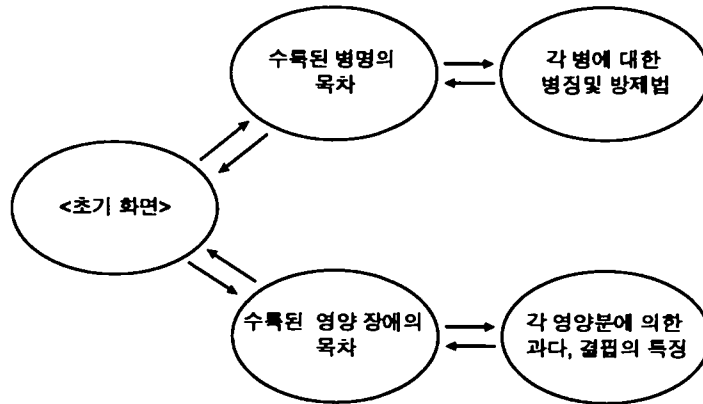 수록된 병명의
목차
각 병에 대한
병징및 방제법
<초기 화면>
수록된 영양 장애의
목차
각 영양분에 의한
과다, 결핍의 특징